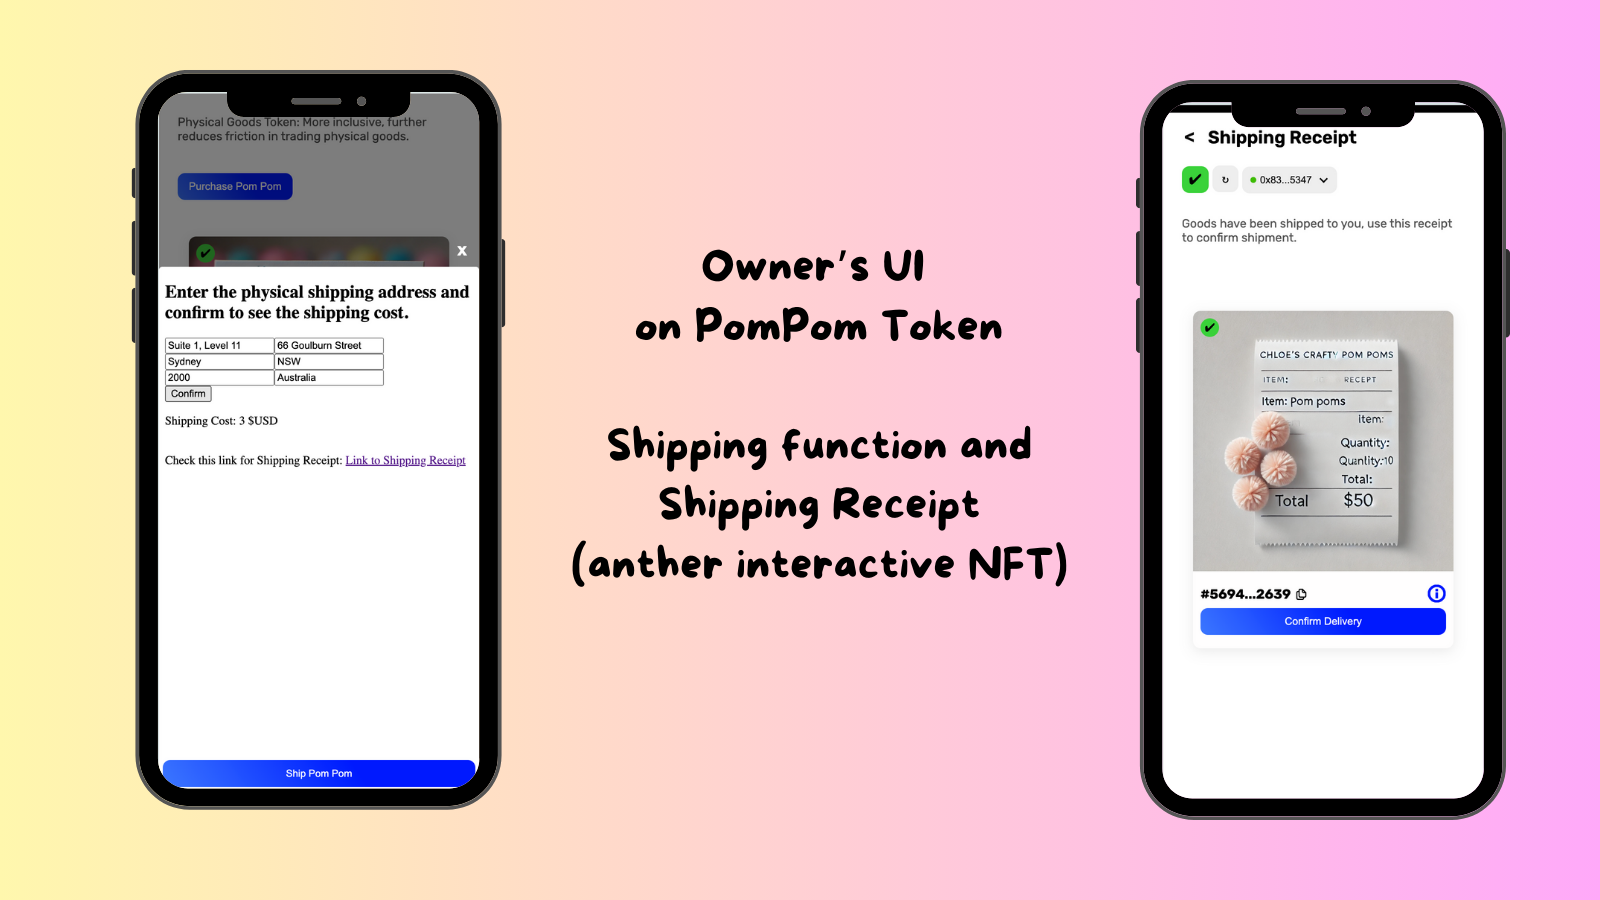 Physical Goods Token: More inclusive, further
reduces friction in trading physical goods.
Purchase Pom Pom
x
Enter the physical shipping address and
confirm to see the shipping cost.
Suite 1, Level 11
66 Goulburn Street
Sydney
NSW
2000
Australia
Confirm
Shipping Cost: 3 $USD
Check this link for Shipping Receipt: Link to Shipping Receipt
Ship Pom Pom
Owner's UI
on PomPom Token
Shipping function and
Shipping Receipt
(anther interactive NFT)
< Shipping Receipt
0x83...5347
Goods have been shipped to you, use this receipt
to confirm shipment.
CHLOE'S CRAFTY POM POMS
ITEM: RECEIPT
Item: Pom poms
Item:
Quantity:
Quantity:10
Total:
Total $50
#5694...2639
Confirm Delivery